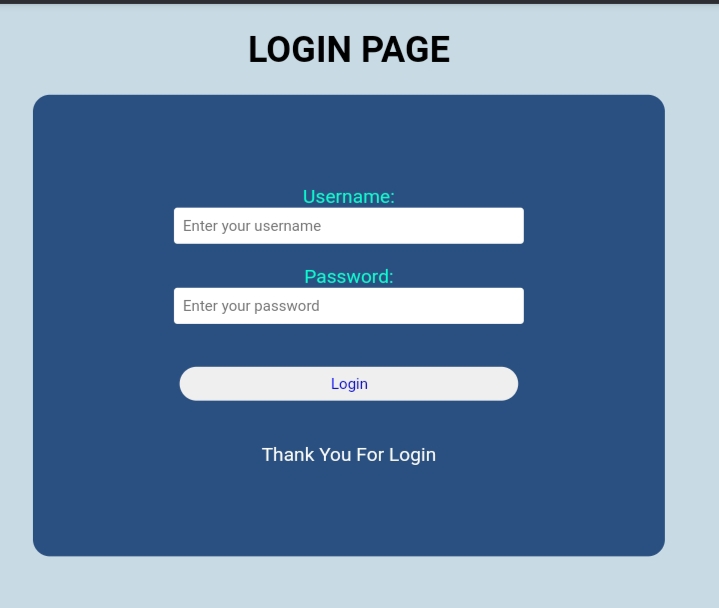 LOGIN PAGE
Username:
Enter your username
Password:
Enter your password
Login
Thank You For Login